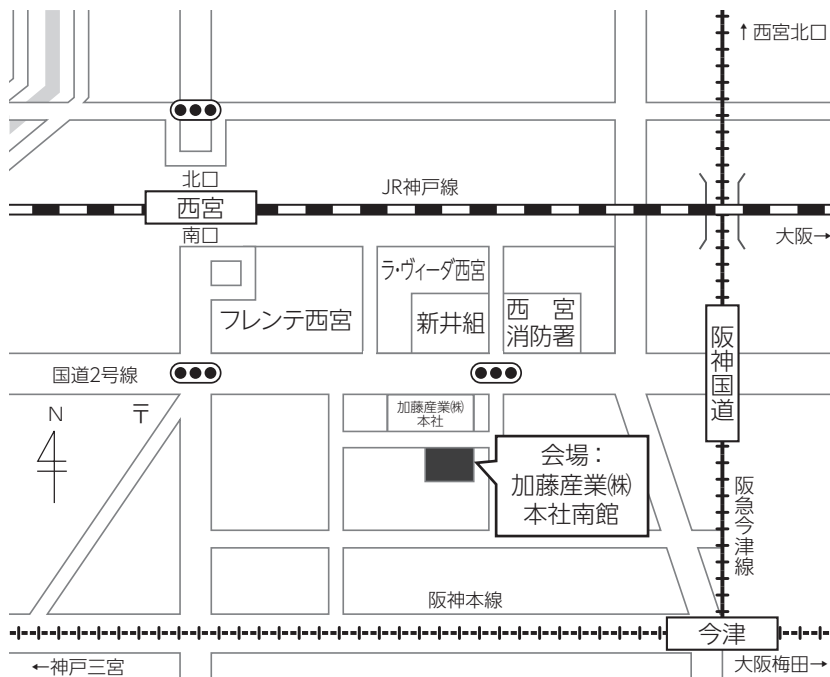 ↑西宮北口
北口
JR神戸線
西宮
南口
大阪→
ラ・ヴィーダ西宮
フレンテ西宮
新井組
西　宮
消防署
阪神国道
国道2号線
N
〒
加藤産業㈱
本社
会場：
加藤産業㈱
本社南館
阪急今津線
阪神本線
今津
←神戸三宮
大阪梅田→